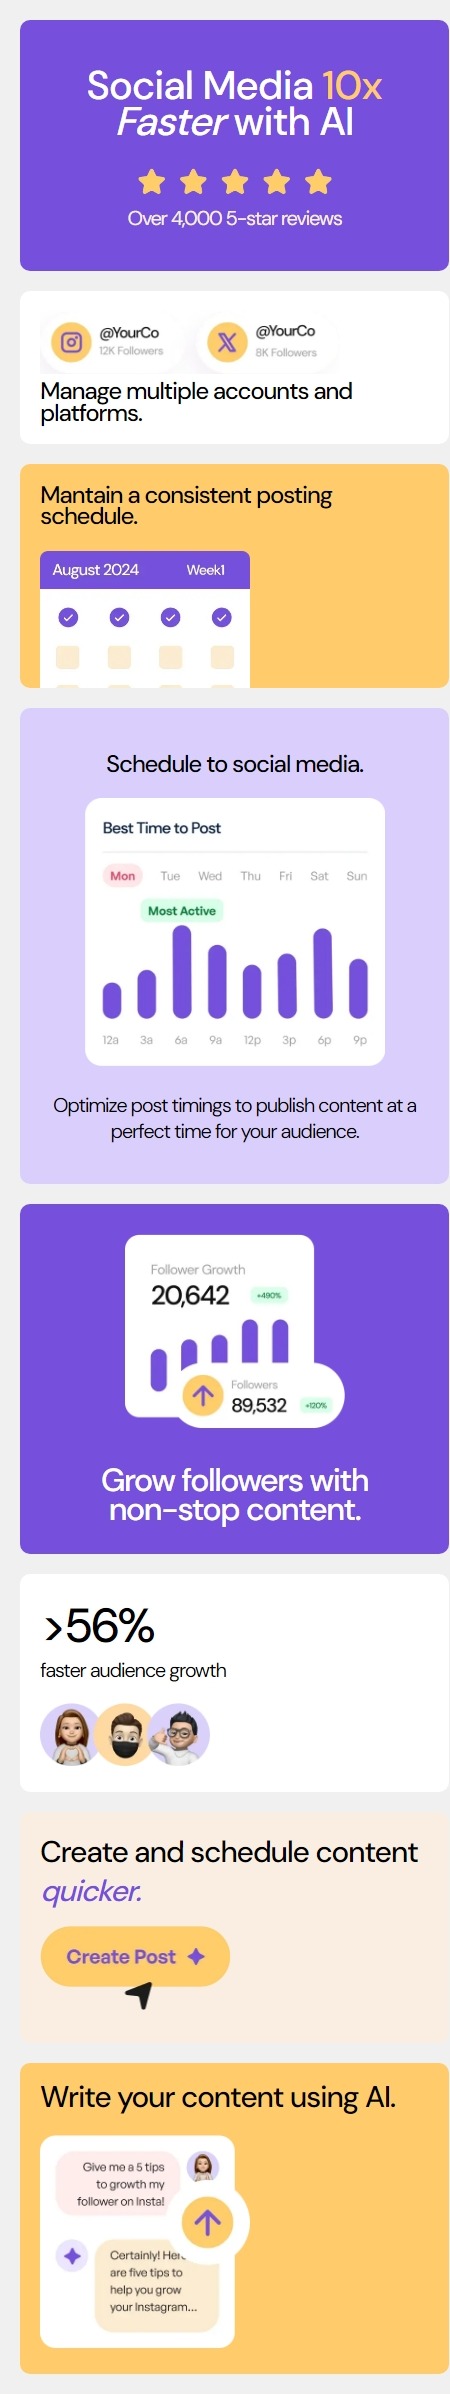 Social Media 10x
Faster with AI
Over 4,000 5-star reviews
@YourCo
12K Followers
@YourCo
8K Followers
Manage multiple accounts and
platforms.
Mantain a consistent posting
schedule.
August 2024 Week1
Schedule to social media.
Best Time to Post
Mon Tue Wed Thu Fri Sat Sun
Most Active
12a 3a 6a 9a 12p 3p 6p 9p
Optimize post timings to publish content at a
perfect time for your audience.
Follower Growth
20,642 +490%
Followers
89,532 +120%
Grow followers with
non-stop content.
>56%
faster audience growth
Create and schedule content
quicker.
Create Post
Write your content using AI.
Give me a 5 tips
to growth my
follower on Insta!
Certainly! Here
are five tips to
help you grow
your Instagram...